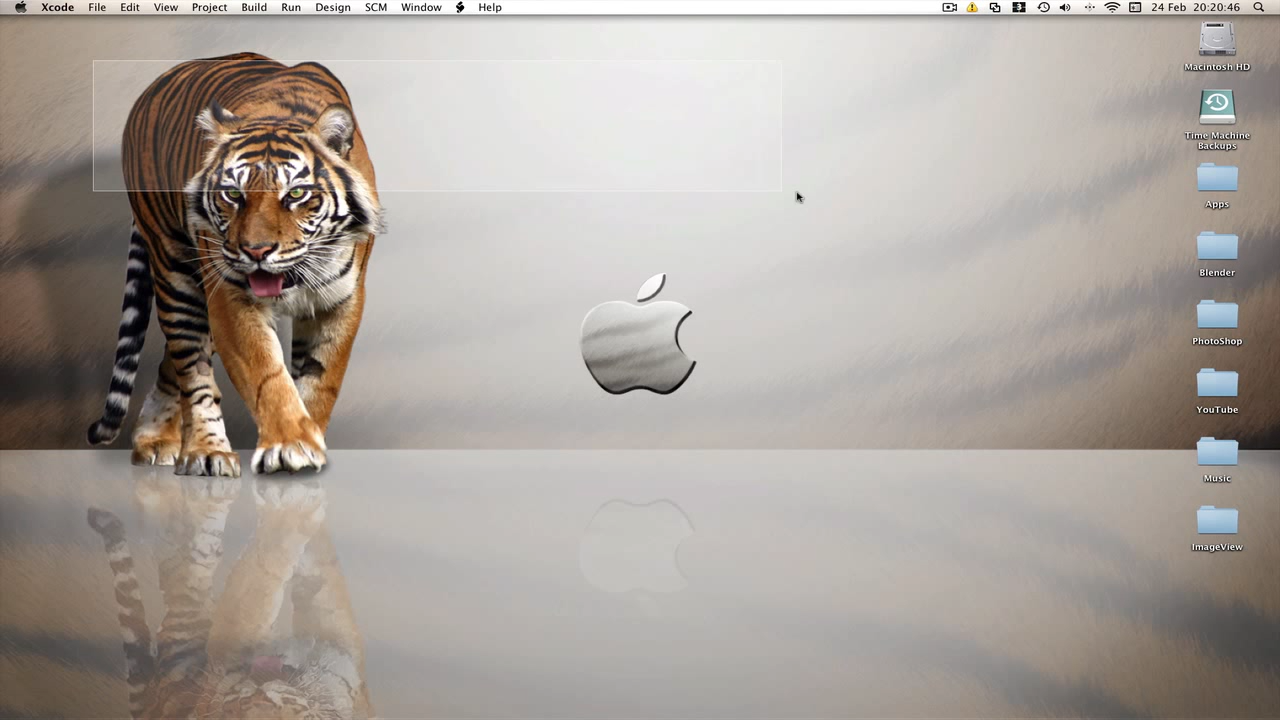 Xcode File Edit View Project Build Run Design SCM Window Help 24 Feb 20:20:46
Macintosh HD
Time Machine
Backups
Apps
Blender
PhotoShop
YouTube
Music
ImageView